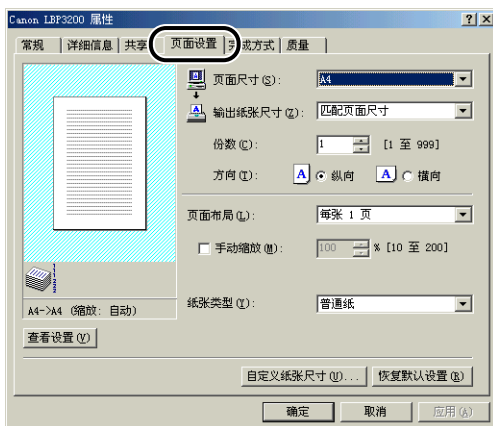 Canon LBP3200 属性
常规 详细信息 共享 页面设置 完成方式 质量
页面尺寸(S): A4
输出纸张尺寸(Z): 匹配页面尺寸
份数(C): 1 [1 至 999]
方向(T): A 纵向 A 横向
页面布局(L): 每张 1 页
手动缩放(M): 100 % [10 至 200]
A4->A4 (缩放: 自动)
纸张类型(Y): 普通纸
查看设置(V)
自定义纸张尺寸(U)... 恢复默认设置(R)
确定 取消 应用(A)